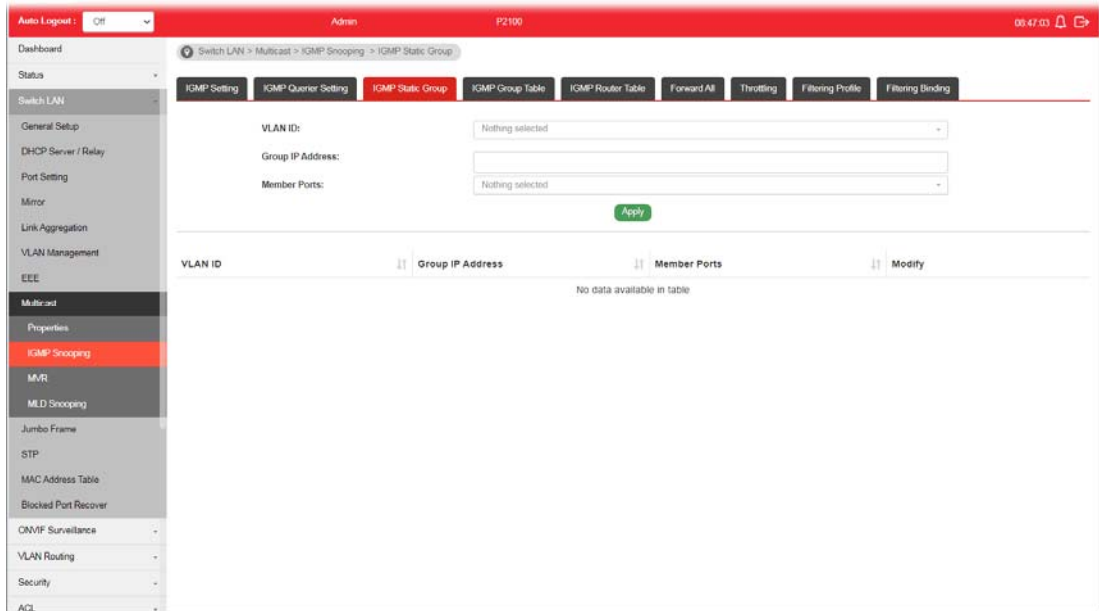 Auto Logout : Off Admin P2100 08:47:03
Dashboard
Status
Switch LAN
General Setup
DHCP Server / Relay
Port Setting
Mirror
Link Aggregation
VLAN Management
EEE
Multicast
Properties
IGMP Snooping
MVR
MLD Snooping
Jumbo Frame
STP
MAC Address Table
Blocked Port Recover
ONVIF Surveillance
VLAN Routing
Security
ACL
Switch LAN > Multicast > IGMP Snooping > IGMP Static Group
IGMP Setting IGMP Querier Setting IGMP Static Group IGMP Group Table IGMP Router Table Forward All Throttling Filtering Profile Filtering Binding
VLAN ID: Nothing selected
Group IP Address:
Member Ports: Nothing selected
Apply
VLAN ID Group IP Address Member Ports Modify
No data available in table